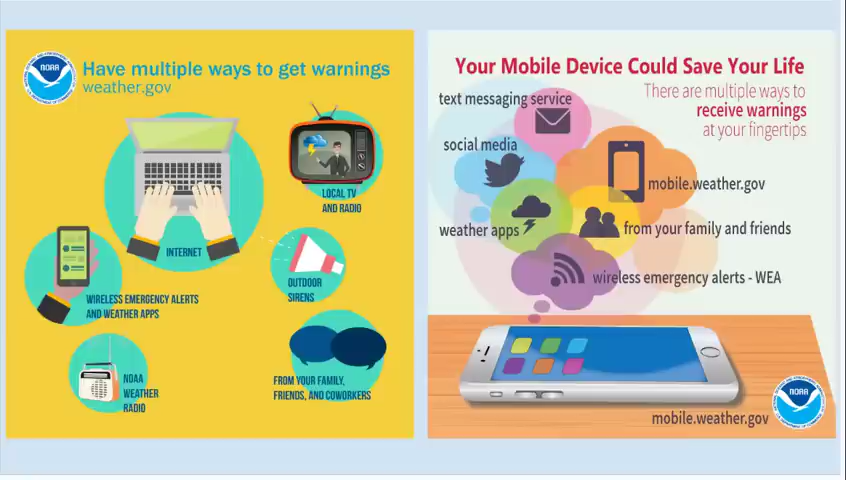 NOAA
Have multiple ways to get warnings
weather.gov
LOCAL TV
AND RADIO
INTERNET
OUTDOOR
SIRENS
WIRELESS EMERGENCY ALERTS
AND WEATHER APPS
NOAA
WEATHER
RADIO
FROM YOUR FAMILY,
FRIENDS, AND COWORKERS
Your Mobile Device Could Save Your Life
There are multiple ways to
receive warnings
at your fingertips
text messaging service
social media
mobile.weather.gov
weather apps
from your family and friends
wireless emergency alerts - WEA
mobile.weather.gov
NOAA